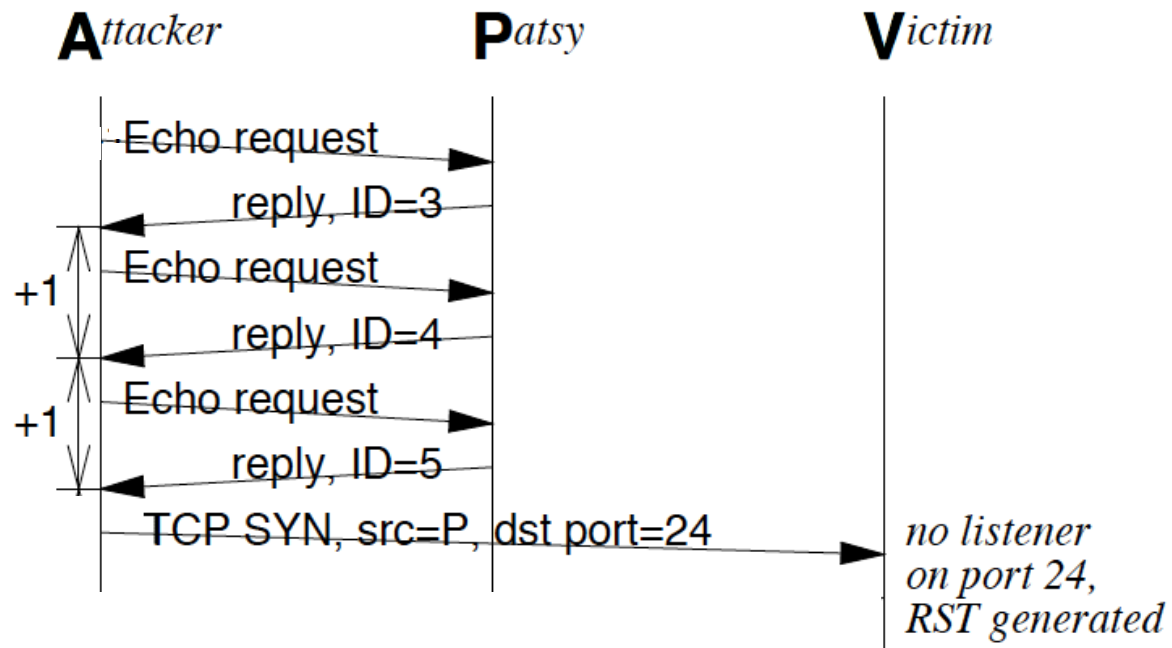 Attacker
Patsy
Victim
Echo request
reply, ID=3
+1
Echo request
reply, ID=4
+1
Echo request
reply, ID=5
TCP SYN, src=P, dst port=24
no listener
on port 24,
RST generated